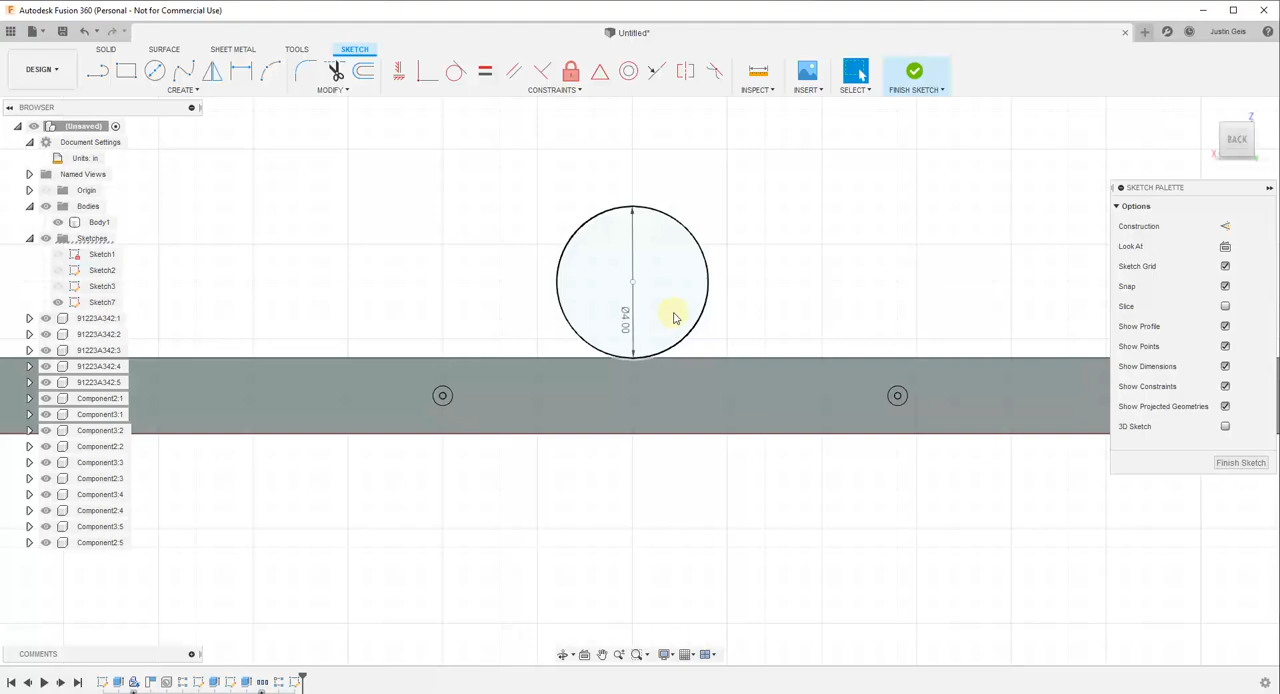 Autodesk Fusion 360 (Personal - Not for Commercial Use)
Untitled*
Justin Geis
SOLID SURFACE SHEET METAL TOOLS SKETCH
DESIGN
CREATE MODIFY CONSTRAINTS INSPECT INSERT SELECT FINISH SKETCH
BROWSER
(Unsaved)
Document Settings
Units: in
Named Views
Origin
Bodies
Body1
Sketches
Sketch1
Sketch2
Sketch3
Sketch7
91223A342:1
91223A342:2
91223A342:3
91223A342:4
91223A342:5
Component2:1
Component3:1
Component3:2
Component2:2
Component3:3
Component2:3
Component3:4
Component2:4
Component3:5
Component2:5
Ø4.00
Z
BACK
X
SKETCH PALETTE
Options
Construction
Look At
Sketch Grid
Snap
Slice
Show Profile
Show Points
Show Dimensions
Show Constraints
Show Projected Geometries
3D Sketch
Finish Sketch
COMMENTS